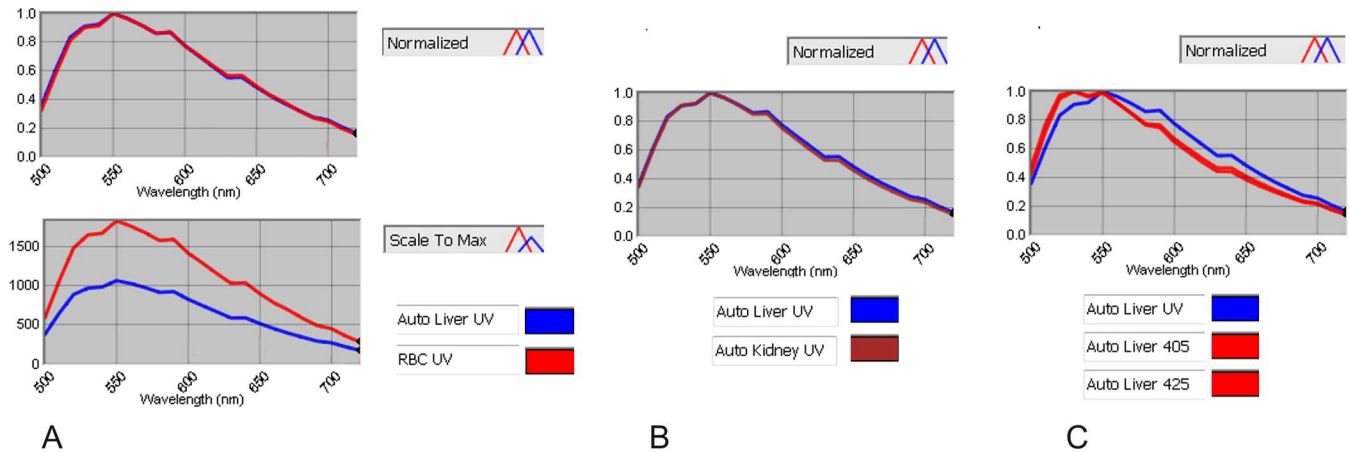 1.0
0.8
0.6
0.4
0.2
0.0
500
550
600
650
700
Wavelength (nm)
Normalized
1500
1000
500
0
500
550
600
650
700
Wavelength (nm)
Scale To Max
Auto Liver UV
RBC UV
A
Normalized
1.0
0.8
0.6
0.4
0.2
0.0
500
550
600
650
700
Wavelength (nm)
Auto Liver UV
Auto Kidney UV
B
Normalized
1.0
0.8
0.6
0.4
0.2
0.0
500
550
600
650
700
Wavelength (nm)
Auto Liver UV
Auto Liver 405
Auto Liver 425
C